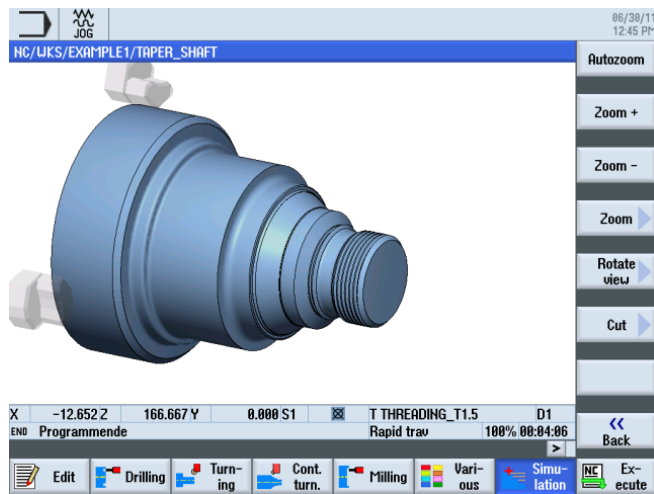 JOG
06/30/11
12:45 PM
NC/WKS/EXAMPLE1/TAPER_SHAFT
Autozoom
Zoom +
Zoom -
Zoom
Rotate
view
Cut
X -12.652 Z 166.667 Y 0.000 S1 T THREADING_T1.5 D1
END Programmende Rapid trav 100% 00:04:06
<<
Back
>
Edit
Drilling
Turn-
ing
Cont.
turn.
Milling
Vari-
ous
Simu-
lation
NC
Ex-
ecute